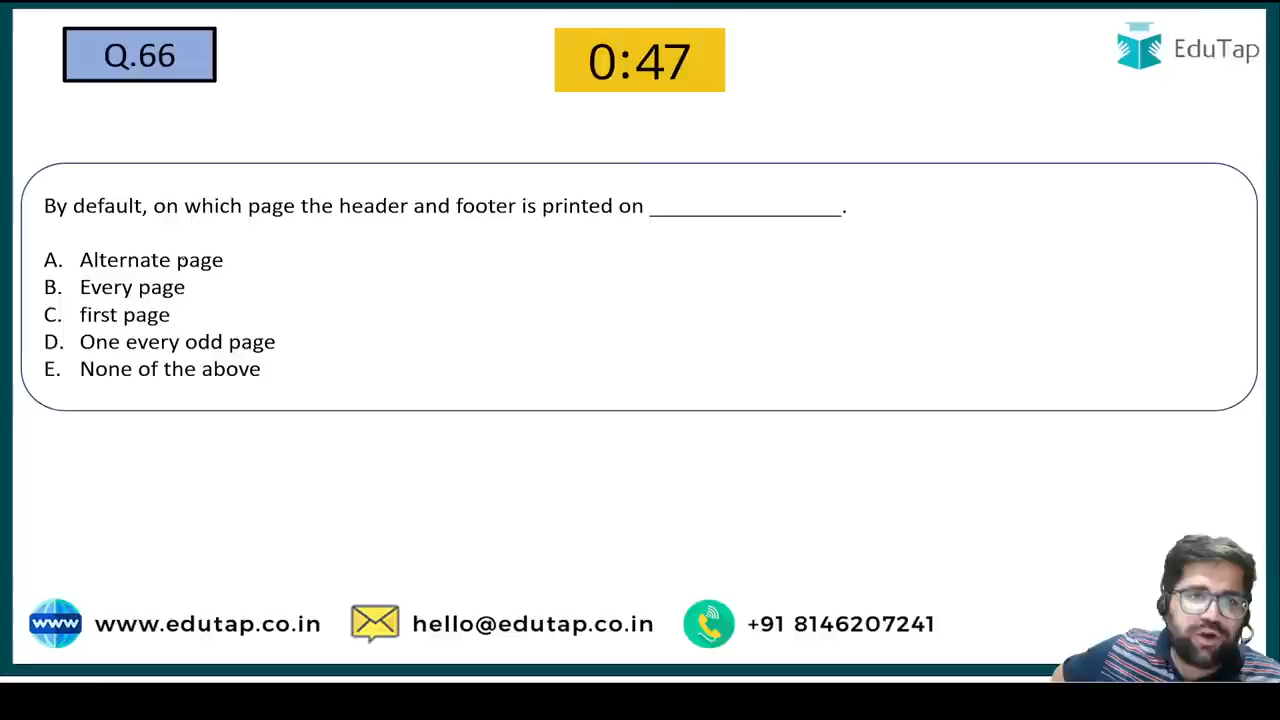 Q.66
0:47
EduTap
By default, on which page the header and footer is printed on _________________.
A. Alternate page
B. Every page
C. first page
D. One every odd page
E. None of the above
www
www.edutap.co.in
hello@edutap.co.in
+91 8146207241